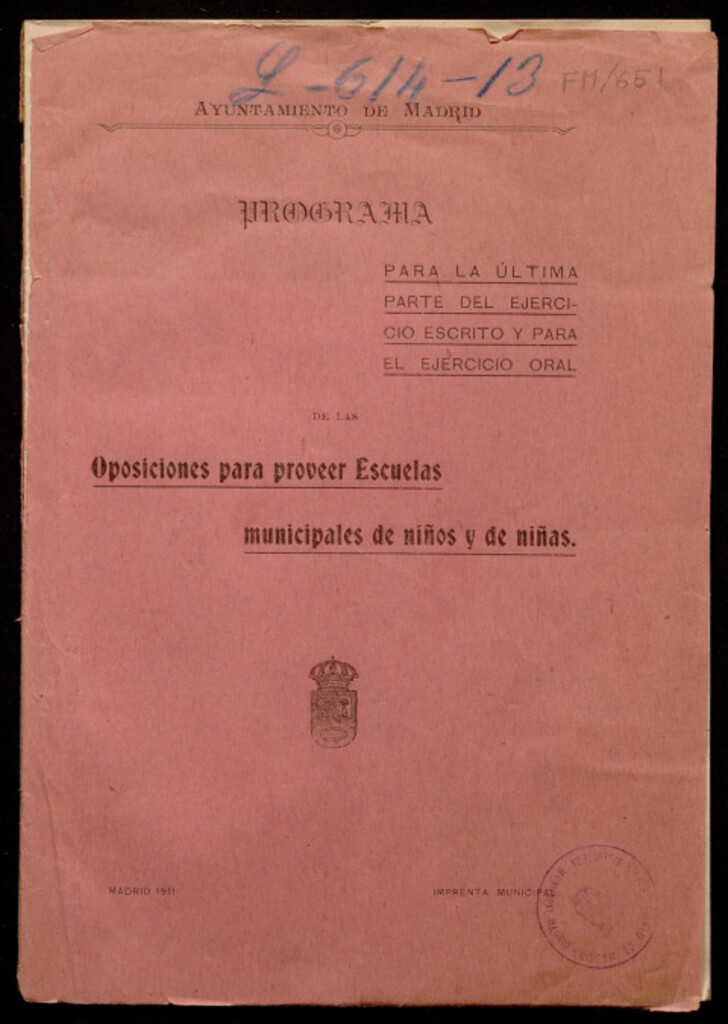 L-614-13 FM/651
AYUNTAMIENTO DE MADRID
PROGRAMA
PARA LA ÚLTIMA
PARTE DEL EJERCI-
CIO ESCRITO Y PARA
EL EJERCICIO ORAL
DE LAS
Oposiciones para proveer Escuelas
municipales de niños y de niñas.
MADRID 1911 IMPRENTA MUNICIPAL